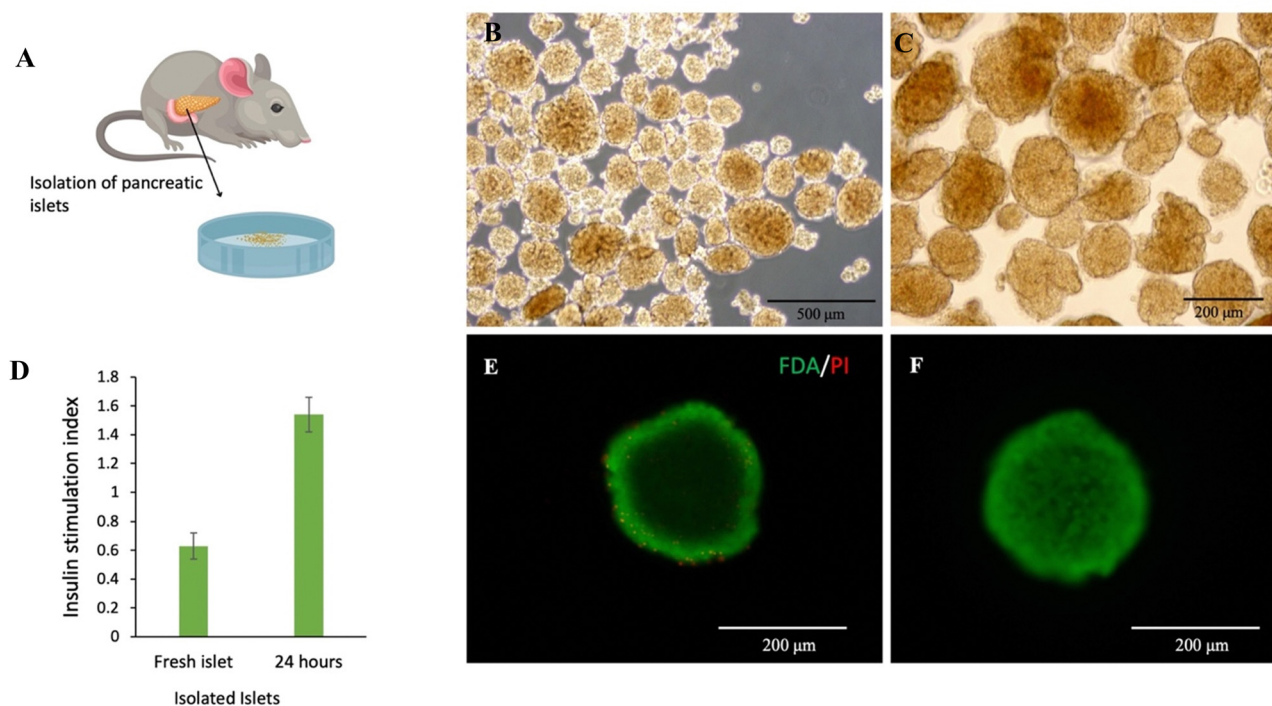 A
Isolation of pancreatic
islets
B
500 μm
C
200 μm
D
Insulin stimulation index
1.8
1.6
1.4
1.2
1
0.8
0.6
0.4
0.2
0
Fresh islet
24 hours
Isolated Islets
E
FDA/PI
200 μm
F
200 μm